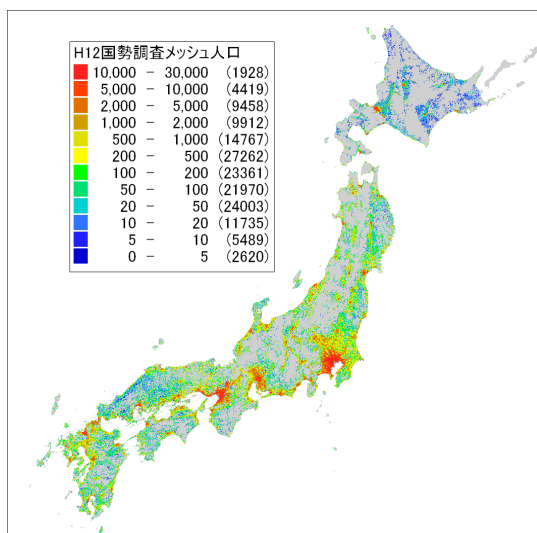 H12国勢調査メッシュ人口
10,000 - 30,000 (1928)
5,000 - 10,000 (4419)
2,000 - 5,000 (9458)
1,000 - 2,000 (9912)
500 - 1,000 (14767)
200 - 500 (27262)
100 - 200 (23361)
50 - 100 (21970)
20 - 50 (24003)
10 - 20 (11735)
5 - 10 (5489)
0 - 5 (2620)